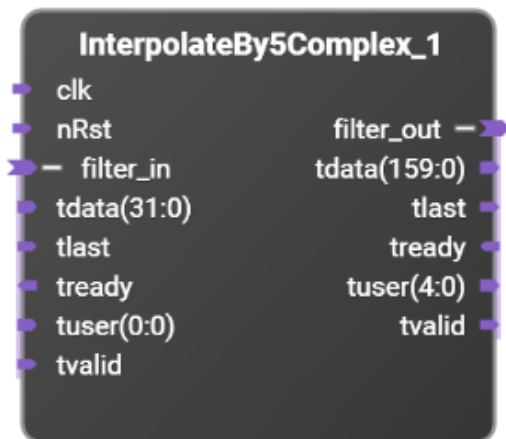 InterpolateBy5Complex_1
clk
nRst
filter_in
tdata(31:0)
tlast
tready
tuser(0:0)
tvalid
filter_out
tdata(159:0)
tlast
tready
tuser(4:0)
tvalid